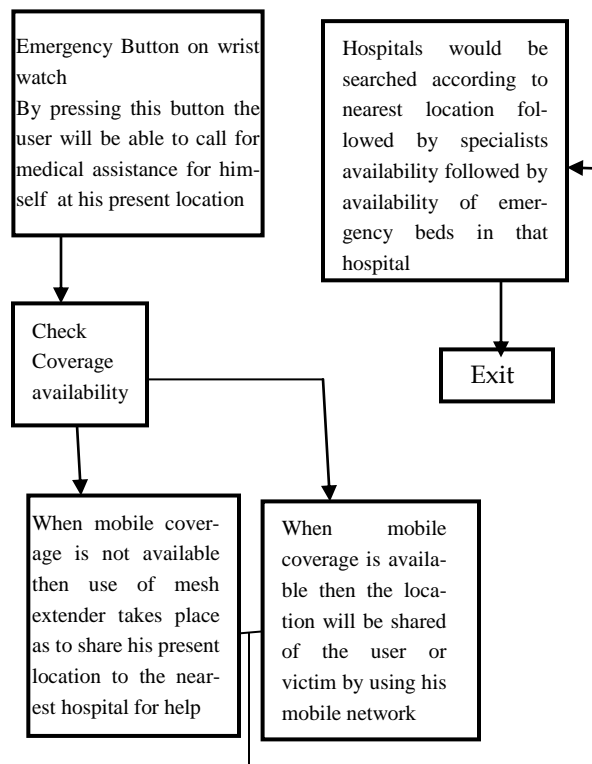 Emergency Button on wrist
watch
By pressing this button the
user will be able to call for
medical assistance for him-
self at his present location
Hospitals would be
searched according to
nearest location fol-
lowed by specialists
availability followed by
availability of emer-
gency beds in that
hospital
Check
Coverage
availability
Exit
When mobile cover-
age is not available
then use of mesh
extender takes place
as to share his present
location to the near-
est hospital for help
When mobile
coverage is availa-
ble then the loca-
tion will be shared
of the user or
victim by using his
mobile network